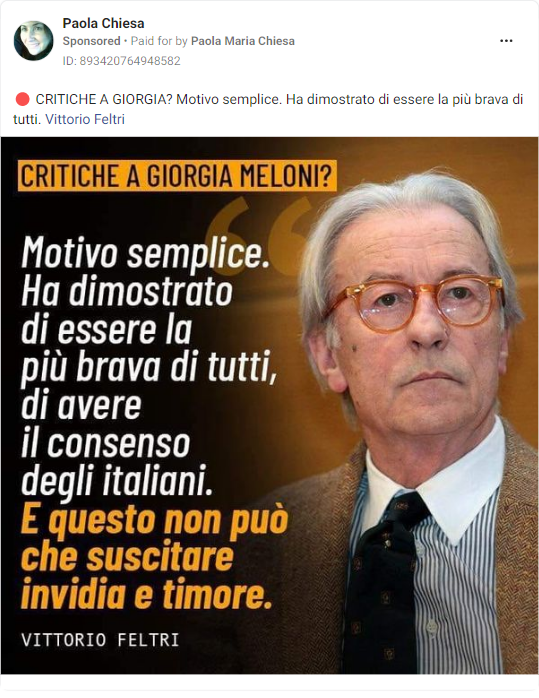 Paola Chiesa
Sponsored • Paid for by Paola Maria Chiesa
ID: 893420764948582
🔴 CRITICHE A GIORGIA? Motivo semplice. Ha dimostrato di essere la più brava di
tutti. Vittorio Feltri
CRITICHE A GIORGIA MELONI?
Motivo semplice.
Ha dimostrato
di essere la
più brava di tutti,
di avere
il consenso
degli italiani.
E questo non può
che suscitare
invidia e timore.
VITTORIO FELTRI